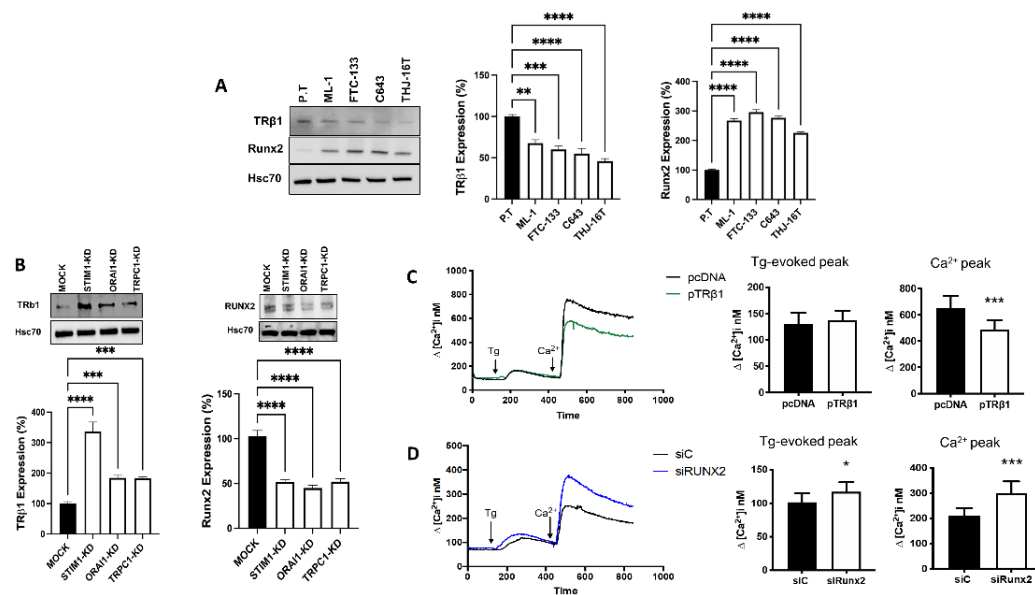 A
P.T
ML-1
FTC-133
C643
THJ-16T
TRβ1
Runx2
Hsc70
TRβ1 Expression (%)
150
100
50
0
**
***
****
****
P.T
ML-1
FTC-133
C643
THJ-16T
Runx2 Expression (%)
400
300
200
100
0
****
****
****
****
P.T
ML-1
FTC-133
C643
THJ-16T
B
MOCK
STIM1-KD
ORAI1-KD
TRPC1-KD
TRb1
Hsc70
TRβ1 Expression (%)
400
300
200
100
0
****
***
***
MOCK
STIM1-KD
ORAI1-KD
TRPC1-KD
MOCK
STIM1-KD
ORAI1-KD
TRPC1-KD
RUNX2
Hsc70
Runx2 Expression (%)
150
100
50
0
****
****
****
MOCK
STIM1-KD
ORAI1-KD
TRPC1-KD
C
Δ [Ca²⁺]i nM
1000
800
600
400
200
0
Tg
Ca²⁺
pcDNA
pTRβ1
0
200
400
600
800
1000
Time
Tg-evoked peak
Δ [Ca²⁺]i nM
200
150
100
50
0
pcDNA
pTRβ1
Ca²⁺ peak
Δ [Ca²⁺]i nM
800
600
400
200
0
***
pcDNA
pTRβ1
D
Δ [Ca²⁺]i nM
500
400
300
200
100
0
Tg
Ca²⁺
siC
siRUNX2
0
200
400
600
800
1000
Time
Tg-evoked peak
Δ [Ca²⁺]i nM
150
100
50
0
*
siC
siRunx2
Ca²⁺ peak
Δ [Ca²⁺]i nM
400
300
200
100
0
***
siC
siRunx2